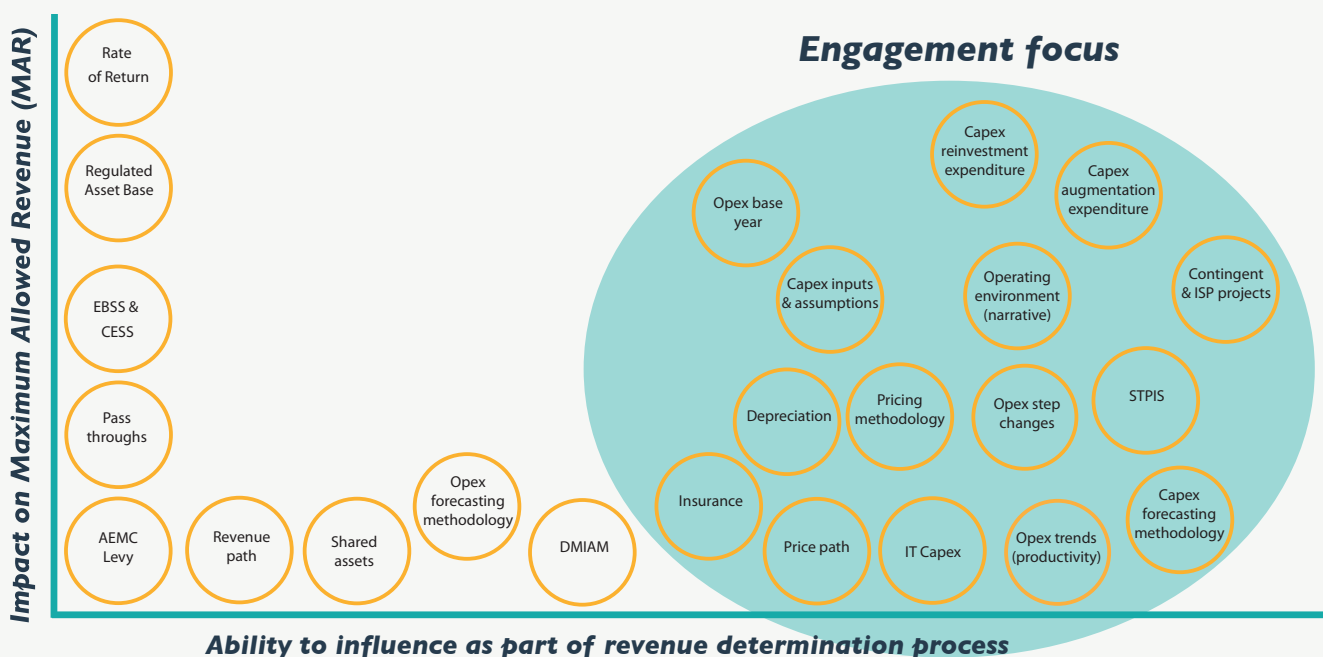 Impact on Maximum Allowed Revenue (MAR)
Engagement focus
Rate
of Return
Regulated
Asset Base
EBSS &
CESS
Pass
throughs
AEMC
Levy
Revenue
path
Shared
assets
Opex
forecasting
methodology
DMIAM
Opex base
year
Capex
reinvestment
expenditure
Capex
augmentation
expenditure
Capex inputs
& assumptions
Operating
environment
(narrative)
Contingent
& ISP projects
Depreciation
Pricing
methodology
Opex step
changes
STPIS
Insurance
Price path
IT Capex
Opex trends
(productivity)
Capex
forecasting
methodology
Ability to influence as part of revenue determination process